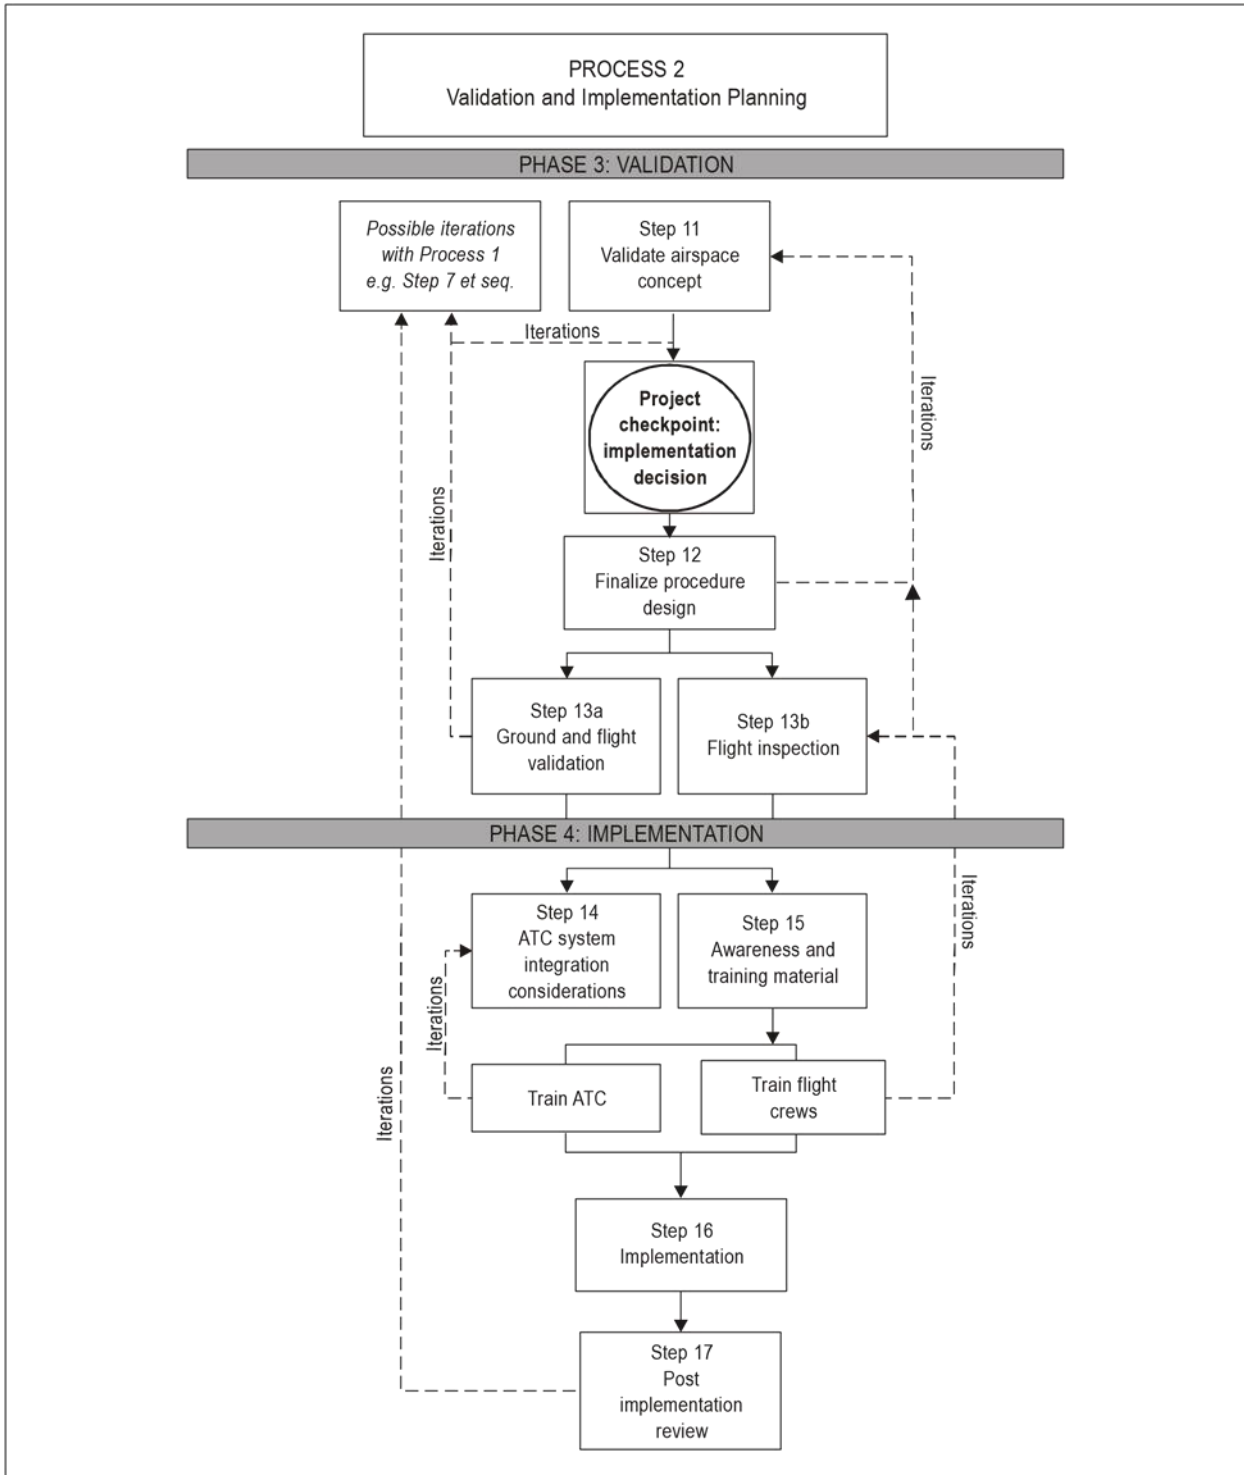 PROCESS 2
Validation and Implementation Planning
PHASE 3: VALIDATION
Possible iterations
with Process 1
e.g. Step 7 et seq.
Step 11
Validate airspace
concept
Iterations
Project
checkpoint:
implementation
decision
Iterations
Iterations
Step 12
Finalize procedure
design
Step 13a
Ground and flight
validation
Step 13b
Flight inspection
PHASE 4: IMPLEMENTATION
Step 14
ATC system
integration
considerations
Step 15
Awareness and
training material
Iterations
Iterations
Iterations
Train ATC
Train flight
crews
Step 16
Implementation
Step 17
Post
implementation
review